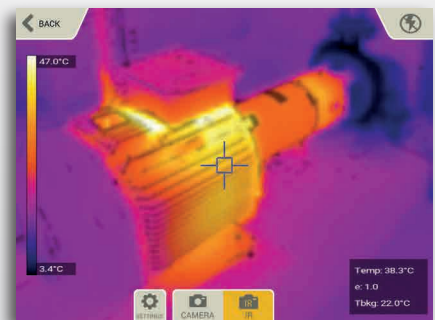 BACK
47.0°C
3.4°C
Temp: 38.3°C
e: 1.0
Tbkg: 22.0°C
SETTINGS
CAMERA
IR